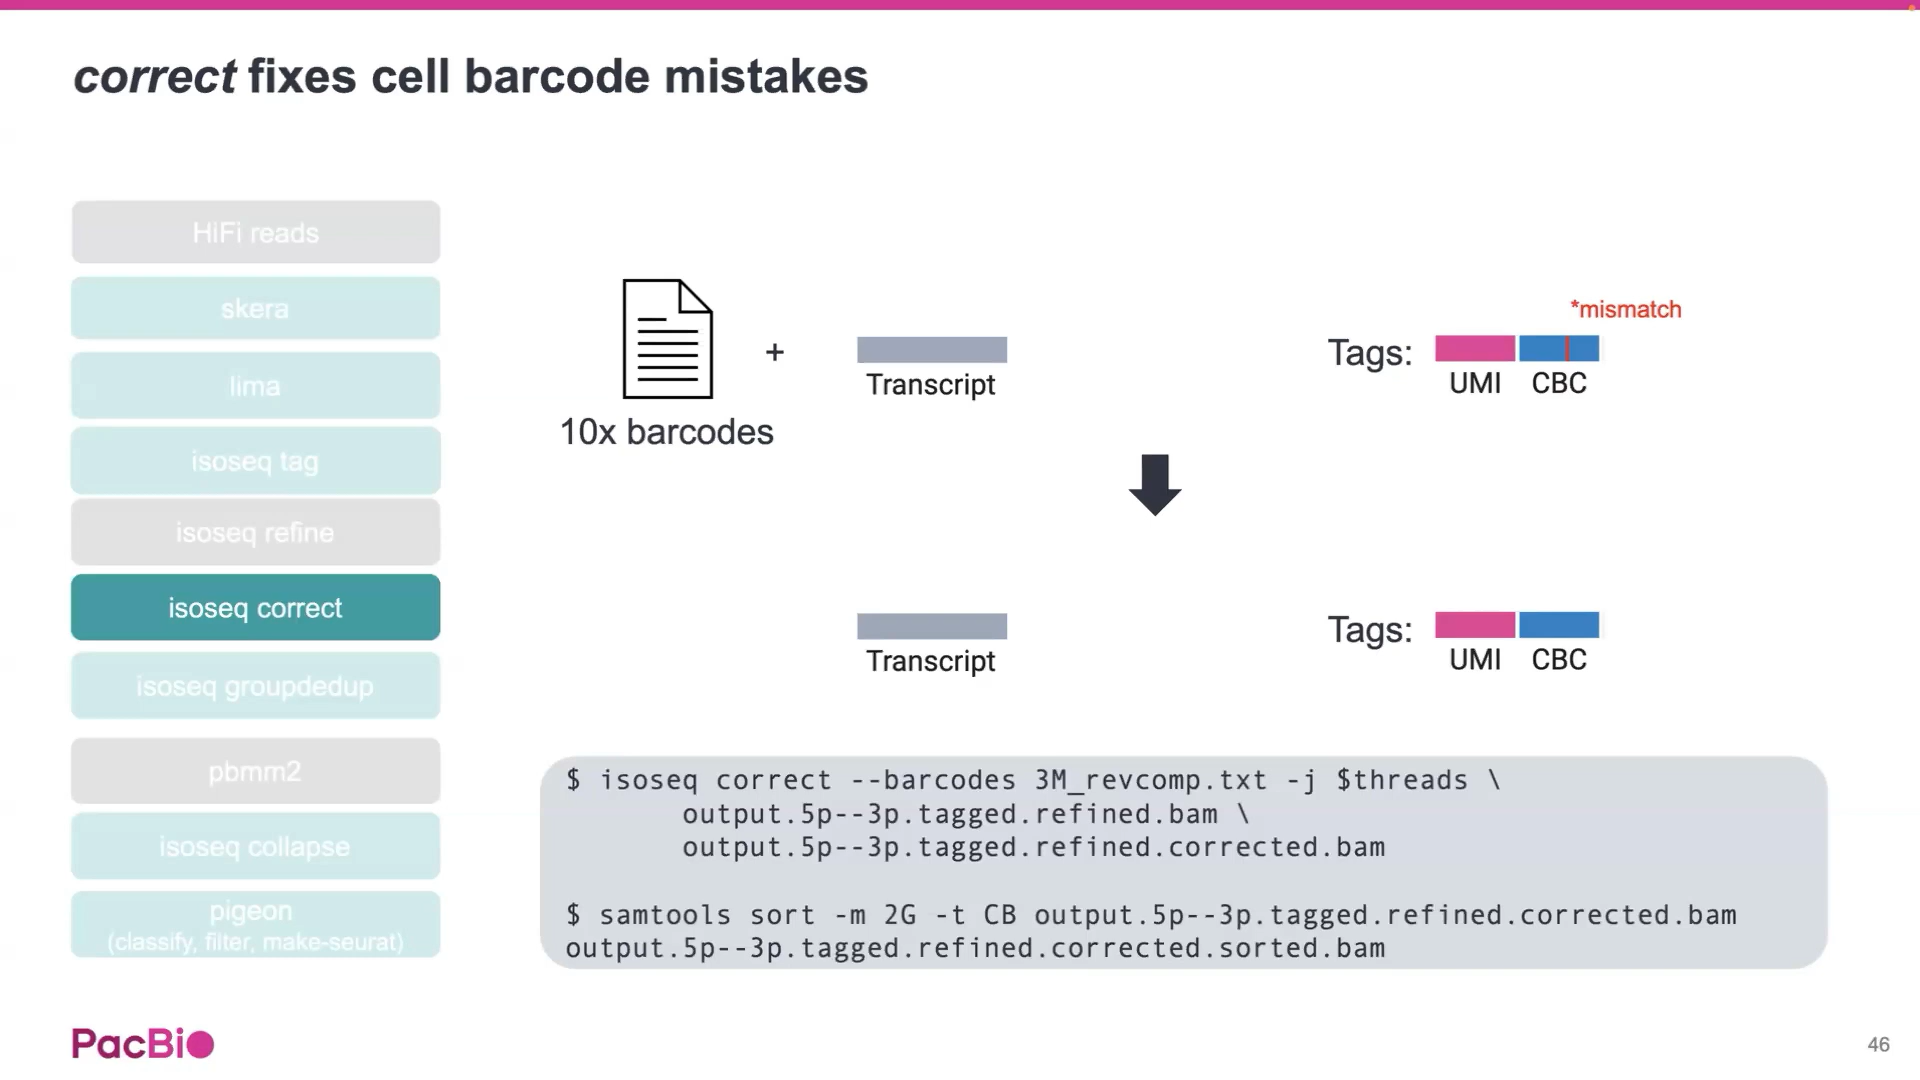 correct fixes cell barcode mistakes
HiFi reads
skera
lima
isoseq tag
isoseq refine
isoseq correct
isoseq groupdedup
pbmm2
isoseq collapse
pigeon
(classify, filter, make-seurat)
10x barcodes
+
Transcript
*mismatch
Tags:
UMI CBC
Transcript
Tags:
UMI CBC
$ isoseq correct --barcodes 3M_revcomp.txt -j $threads \
output.5p--3p.tagged.refined.bam \
output.5p--3p.tagged.refined.corrected.bam
$ samtools sort -m 2G -t CB output.5p--3p.tagged.refined.corrected.bam
output.5p--3p.tagged.refined.corrected.sorted.bam
PacBio
46